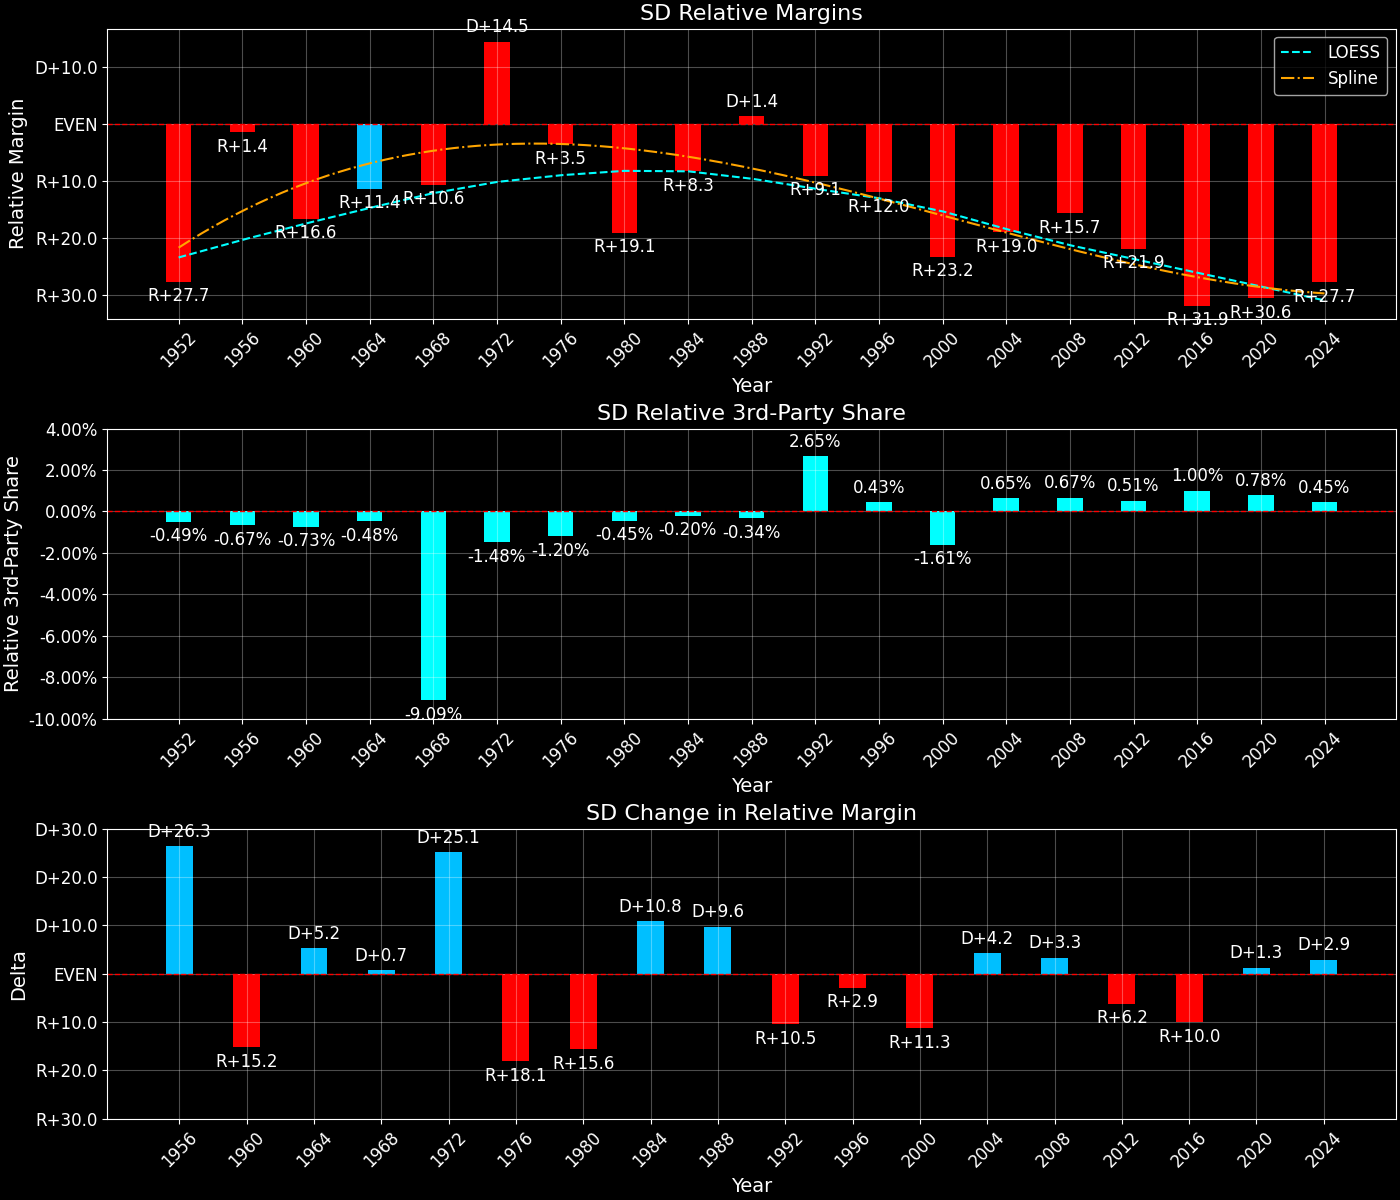 SD Relative Margins
Relative Margin
D+10.0
EVEN
R+10.0
R+20.0
R+30.0
LOESS
Spline
R+27.7
R+1.4
R+16.6
R+11.4
R+10.6
D+14.5
R+3.5
R+19.1
R+8.3
D+1.4
R+9.1
R+12.0
R+23.2
R+19.0
R+15.7
R+21.9
R+31.9
R+30.6
R+27.7
1952
1956
1960
1964
1968
1972
1976
1980
1984
1988
1992
1996
2000
2004
2008
2012
2016
2020
2024
Year
SD Relative 3rd-Party Share
Relative 3rd-Party Share
4.00%
2.00%
0.00%
-2.00%
-4.00%
-6.00%
-8.00%
-10.00%
-0.49%
-0.67%
-0.73%
-0.48%
-9.09%
-1.48%
-1.20%
-0.45%
-0.20%
-0.34%
2.65%
0.43%
-1.61%
0.65%
0.67%
0.51%
1.00%
0.78%
0.45%
1952
1956
1960
1964
1968
1972
1976
1980
1984
1988
1992
1996
2000
2004
2008
2012
2016
2020
2024
Year
SD Change in Relative Margin
Delta
D+30.0
D+20.0
D+10.0
EVEN
R+10.0
R+20.0
R+30.0
D+26.3
R+15.2
D+5.2
D+0.7
D+25.1
R+18.1
R+15.6
D+10.8
D+9.6
R+10.5
R+2.9
R+11.3
D+4.2
D+3.3
R+6.2
R+10.0
D+1.3
D+2.9
1956
1960
1964
1968
1972
1976
1980
1984
1988
1992
1996
2000
2004
2008
2012
2016
2020
2024
Year